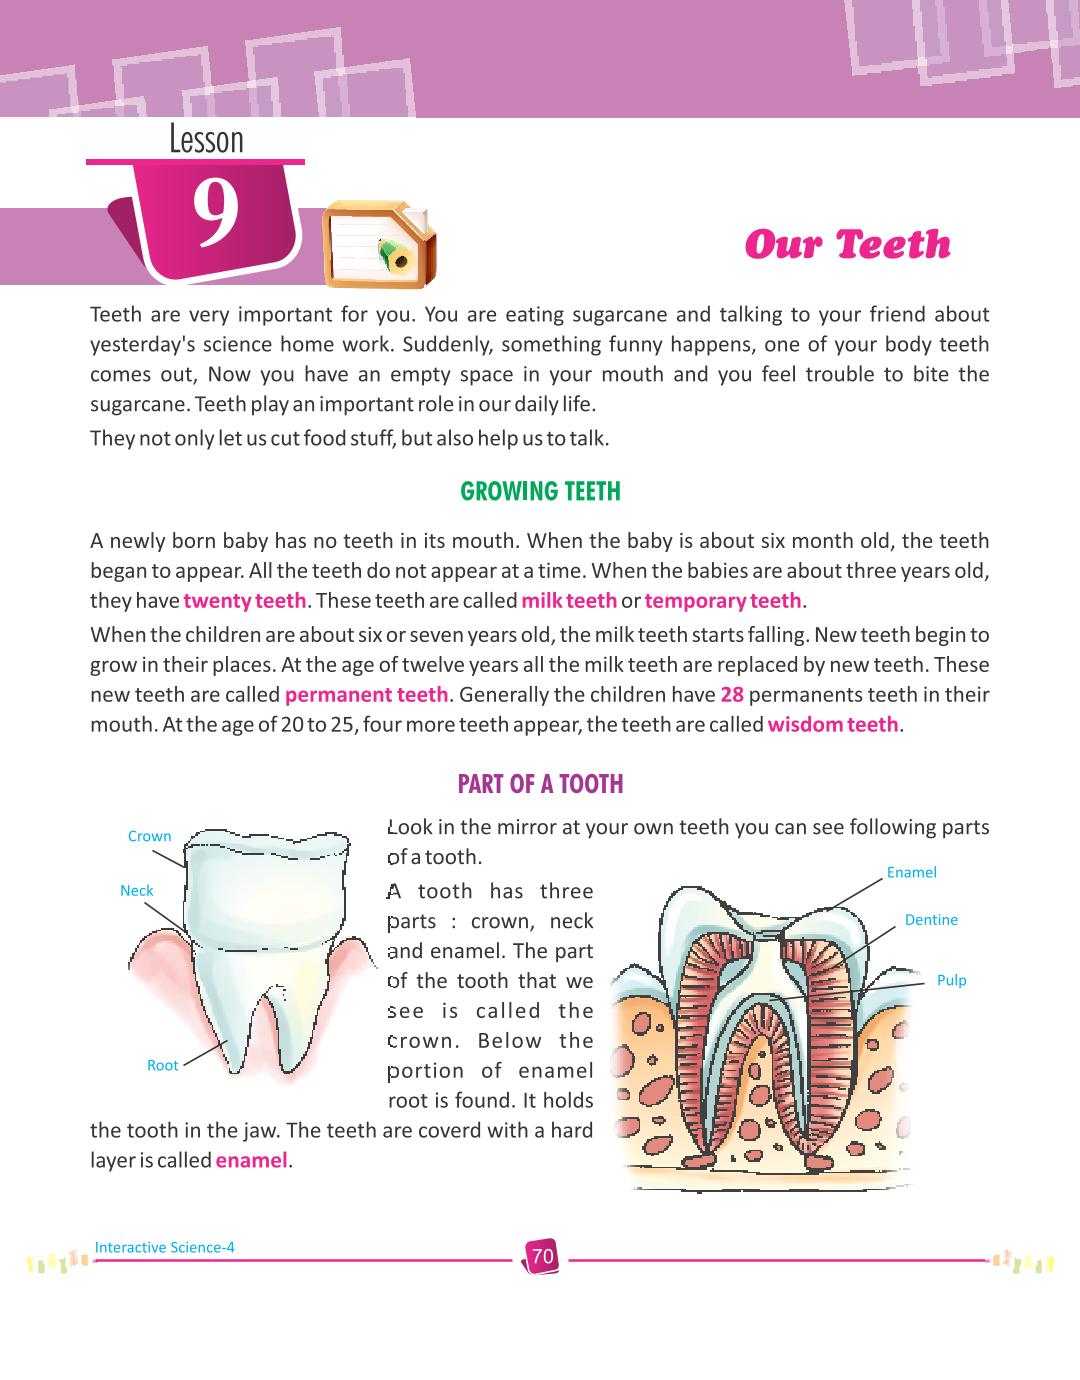 Lesson
9
Our Teeth
Teeth are very important for you. You are eating sugarcane and talking to your friend about
yesterday's science home work. Suddenly, something funny happens, one of your body teeth
comes out, Now you have an empty space in your mouth and you feel trouble to bite the
sugarcane. Teeth play an important role in our daily life.
They not only let us cut food stuff, but also help us to talk.
GROWING TEETH
A newly born baby has no teeth in its mouth. When the baby is about six month old, the teeth
began to appear. All the teeth do not appear at a time. When the babies are about three years old,
they have twenty teeth. These teeth are called milk teeth or temporary teeth.
When the children are about six or seven years old, the milk teeth starts falling. New teeth begin to
grow in their places. At the age of twelve years all the milk teeth are replaced by new teeth. These
new teeth are called permanent teeth. Generally the children have 28 permanents teeth in their
mouth. At the age of 20 to 25, four more teeth appear, the teeth are called wisdom teeth.
PART OF A TOOTH
Crown
Neck
Root
Look in the mirror at your own teeth you can see following parts
of a tooth.
A tooth has three
parts : crown, neck
and enamel. The part
of the tooth that we
see is called the
crown. Below the
portion of enamel
root is found. It holds
the tooth in the jaw. The teeth are coverd with a hard
layer is called enamel.
Enamel
Dentine
Pulp
Interactive Science-4
70